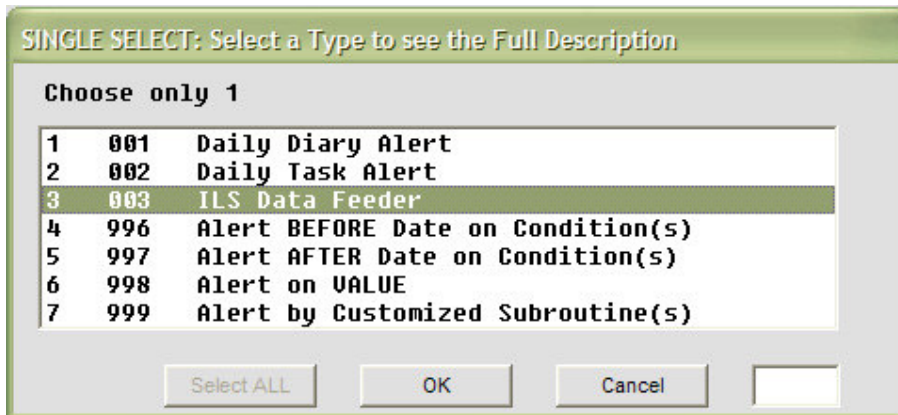 SINGLE SELECT: Select a Type to see the Full Description
Choose only 1
1 001 Daily Diary Alert
2 002 Daily Task Alert
3 003 ILS Data Feeder
4 996 Alert BEFORE Date on Condition(s)
5 997 Alert AFTER Date on Condition(s)
6 998 Alert on VALUE
7 999 Alert by Customized Subroutine(s)
Select ALL OK Cancel